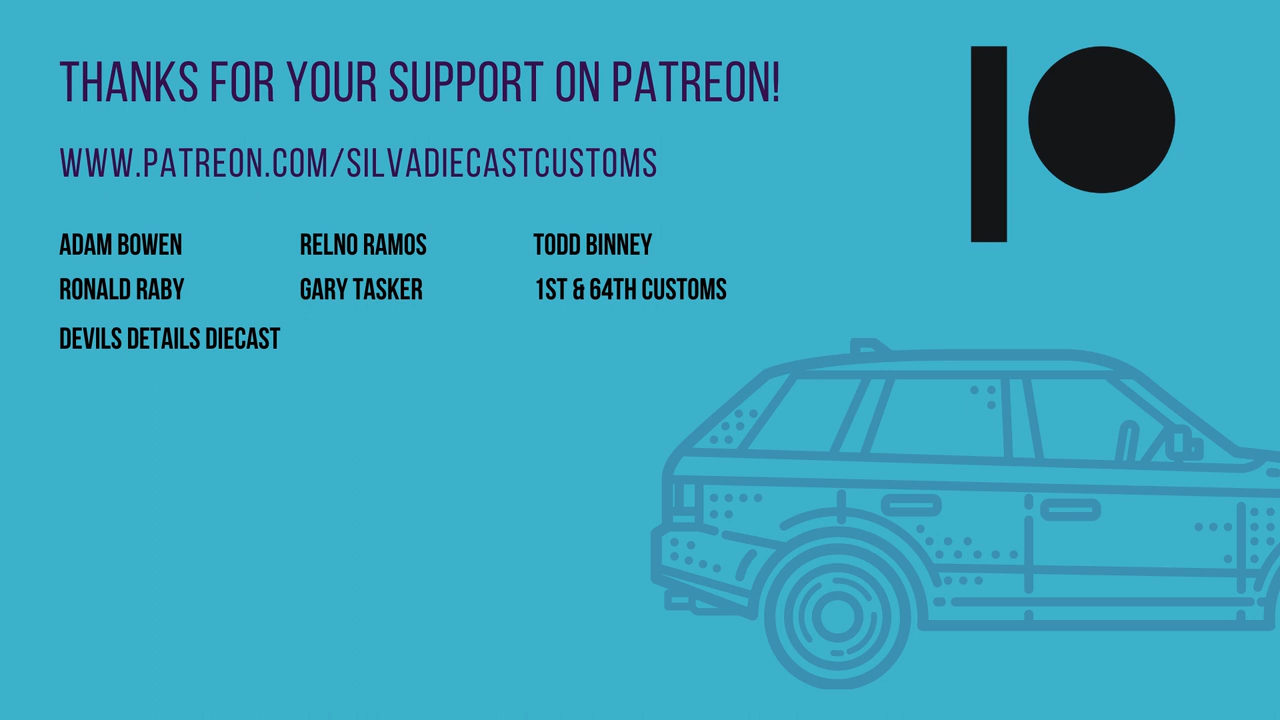 THANKS FOR YOUR SUPPORT ON PATREON!
WWW.PATREON.COM/SILVADIECASTCUSTOMS
ADAM BOWEN RELNO RAMOS TODD BINNEY
RONALD RABY GARY TASKER 1ST & 64TH CUSTOMS
DEVILS DETAILS DIECAST